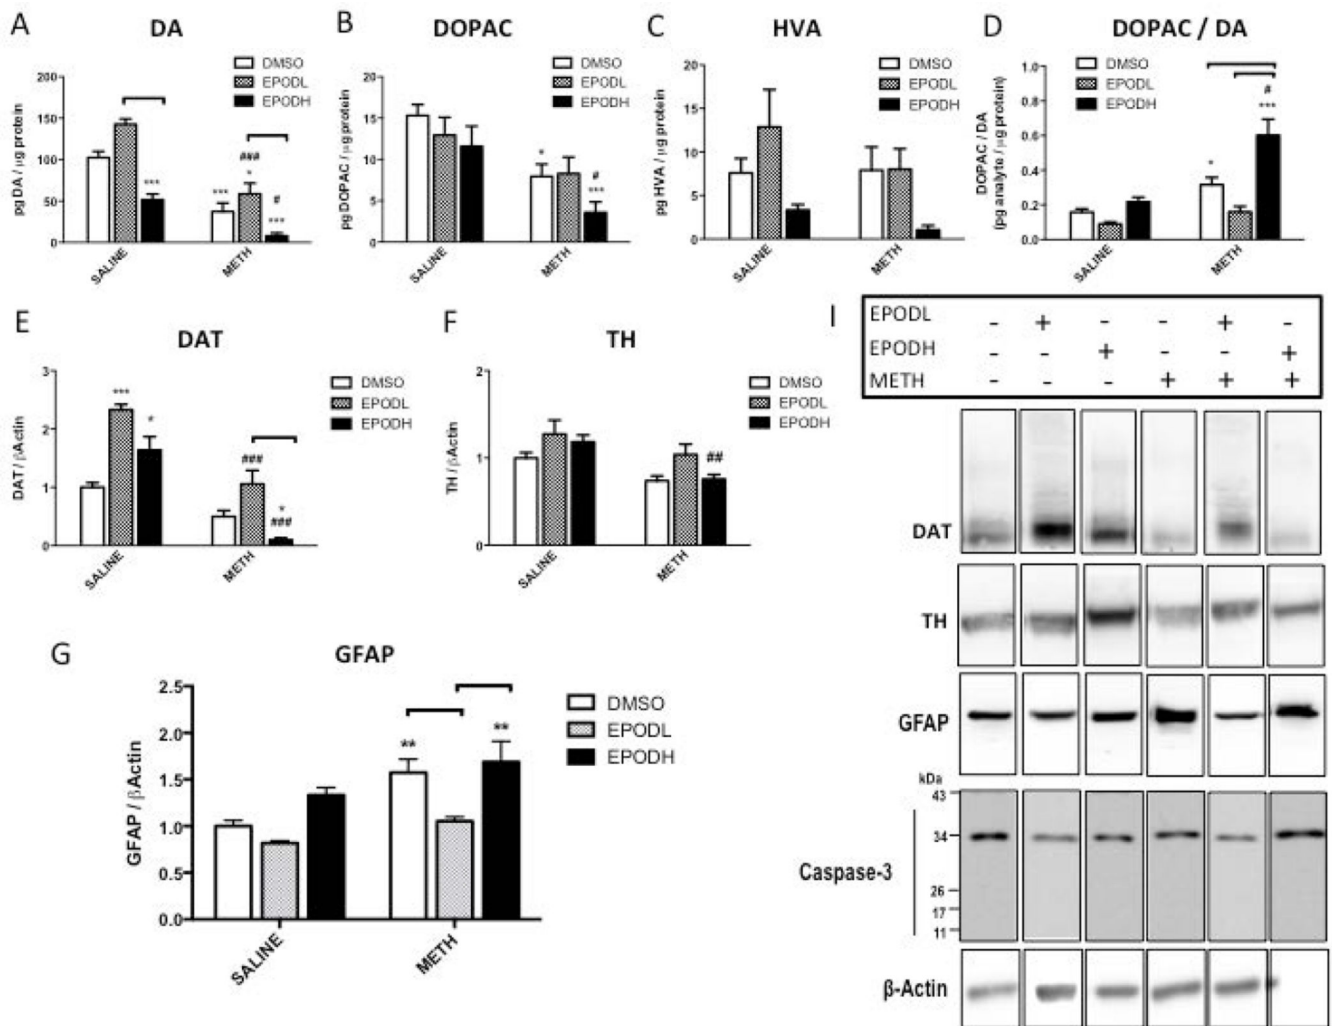 A
DA
DMSO
EPODL
EPODH
pg DA / μg protein
200
150
100
50
0
***
***
###
*
#
***
SALINE
METH
B
DOPAC
DMSO
EPODL
EPODH
pg DOPAC / μg protein
20
15
10
5
0
*
#
***
SALINE
METH
C
HVA
DMSO
EPODL
EPODH
pg HVA / μg protein
20
15
10
5
0
SALINE
METH
D
DOPAC / DA
DMSO
EPODL
EPODH
DOPAC / DA
(pg analyte / μg protein)
1.0
0.8
0.6
0.4
0.2
0.0
*
#
***
SALINE
METH
E
DAT
DMSO
EPODL
EPODH
DAT / βActin
3
2
1
0
***
*
###
*
###
SALINE
METH
F
TH
DMSO
EPODL
EPODH
TH / βActin
2
1
0
##
SALINE
METH
G
GFAP
DMSO
EPODL
EPODH
GFAP / βActin
2.5
2.0
1.5
1.0
0.5
0.0
**
**
SALINE
METH
I
EPODL - + - - + -
EPODH - - + - - +
METH - - - + + +
DAT
TH
GFAP
kDa
43
34
Caspase-3
26
17
11
β-Actin